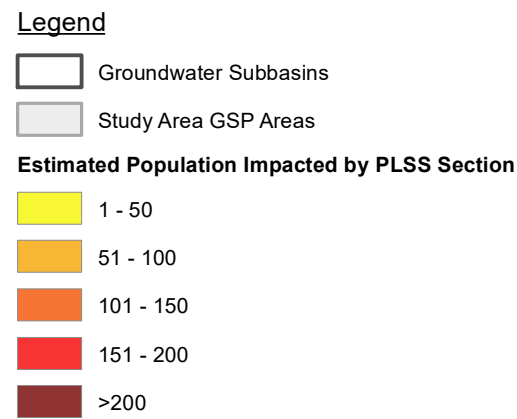 Legend
Groundwater Subbasins
Study Area GSP Areas
Estimated Population Impacted by PLSS Section
1 - 50
51 - 100
101 - 150
151 - 200
>200